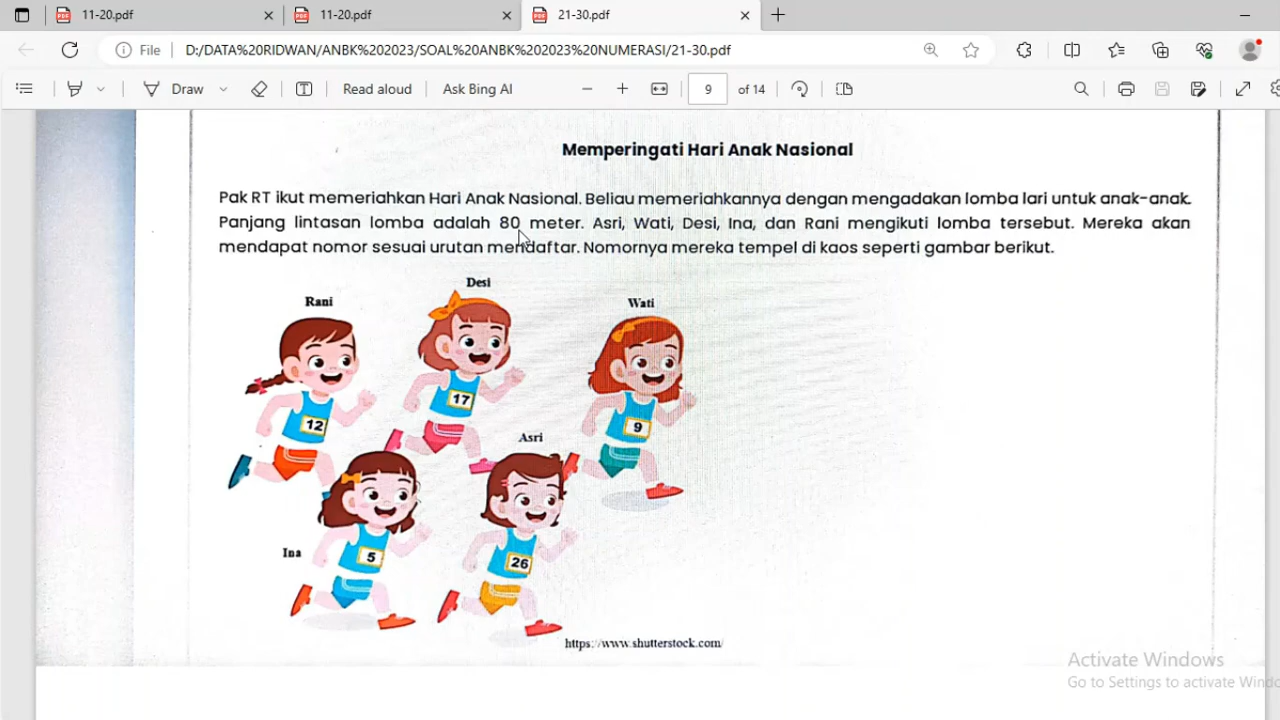 11-20.pdf
11-20.pdf
21-30.pdf
File
D:/DATA%20RIDWAN/ANBK%202023/SOAL%20ANBK%202023%20NUMERASI/21-30.pdf
Draw
Read aloud
Ask Bing AI
9
of 14
Memperingati Hari Anak Nasional
Pak RT ikut memeriahkan Hari Anak Nasional. Beliau memeriahkannya dengan mengadakan lomba lari untuk anak-anak.
Panjang lintasan lomba adalah 80 meter. Asri, Wati, Desi, Ina, dan Rani mengikuti lomba tersebut. Mereka akan
mendapat nomor sesuai urutan mendaftar. Nomornya mereka tempel di kaos seperti gambar berikut.
Desi
Rani
Wati
17
12
9
Asri
Ina
5
26
https://www.shutterstock.com/
Activate Windows
Go to Settings to activate Windo